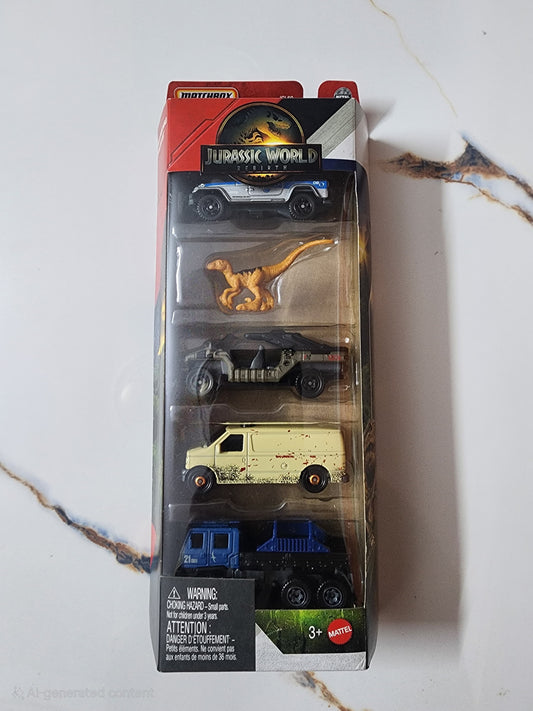 MATCHBOX
JURASSIC WORLD
REBIRTH
21
WARNING:
CHOKING HAZARD – Small parts.
Not for children under 3 years.
ATTENTION :
DANGER D'ÉTOUFFEMENT –
Petits éléments. Ne convient pas
aux enfants de moins de 36 mois.
3+
MATTEL
AI-generated content